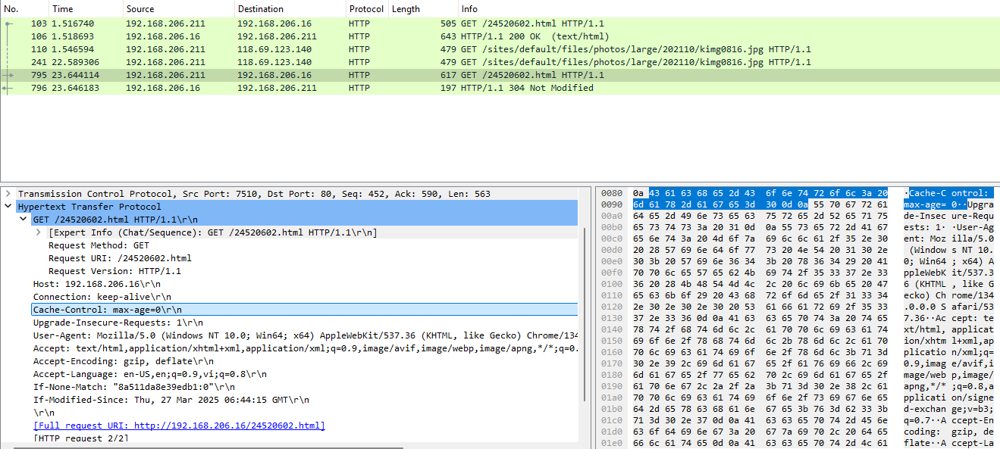 No. Time Source Destination Protocol Length Info
103 1.516740 192.168.206.211 192.168.206.16 HTTP 505 GET /24520602.html HTTP/1.1
106 1.518693 192.168.206.16 192.168.206.211 HTTP 643 HTTP/1.1 200 OK (text/html)
110 1.546594 192.168.206.211 118.69.123.140 HTTP 479 GET /sites/default/files/photos/large/202110/kimg0816.jpg HTTP/1.1
241 22.589306 192.168.206.211 118.69.123.140 HTTP 479 GET /sites/default/files/photos/large/202110/kimg0816.jpg HTTP/1.1
795 23.644114 192.168.206.211 192.168.206.16 HTTP 617 GET /24520602.html HTTP/1.1
796 23.646183 192.168.206.16 192.168.206.211 HTTP 197 HTTP/1.1 304 Not Modified
Transmission Control Protocol, Src Port: 7510, Dst Port: 80, Seq: 452, Ack: 590, Len: 563
Hypertext Transfer Protocol
GET /24520602.html HTTP/1.1\r\n
[Expert Info (Chat/Sequence): GET /24520602.html HTTP/1.1\r\n]
Request Method: GET
Request URI: /24520602.html
Request Version: HTTP/1.1
Host: 192.168.206.16\r\n
Connection: keep-alive\r\n
Cache-Control: max-age=0\r\n
Upgrade-Insecure-Requests: 1\r\n
User-Agent: Mozilla/5.0 (Windows NT 10.0; Win64; x64) AppleWebKit/537.36 (KHTML, like Gecko) Chrome/134
Accept: text/html,application/xhtml+xml,application/xml;q=0.9,image/avif,image/webp,image/apng,*/*;q=0.
Accept-Encoding: gzip, deflate\r\n
Accept-Language: en-US,en;q=0.9,vi;q=0.8\r\n
If-None-Match: "8a511da8e39edb1:0"\r\n
If-Modified-Since: Thu, 27 Mar 2025 06:44:15 GMT\r\n
\r\n
[Full request URI: http://192.168.206.16/24520602.html]
[HTTP request 2/2]
0080 0a 43 61 63 68 65 2d 43 6f 6e 74 72 6f 6c 3a 20 ·Cache-C ontrol:
0090 6d 61 78 2d 61 67 65 3d 30 0d 0a 55 70 67 72 61 max-age= 0··Upgra
00a0 64 65 2d 49 6e 73 65 63 75 72 65 2d 52 65 71 75 de-Insec ure-Requ
00b0 65 73 74 73 3a 20 31 0d 0a 55 73 65 72 2d 41 67 ests: 1· ·User-Ag
00c0 65 6e 74 3a 20 4d 6f 7a 69 6c 6c 61 2f 35 2e 30 ent: Moz illa/5.0
00d0 20 28 57 69 6e 64 6f 77 73 20 4e 54 20 31 30 2e (Window s NT 10.
00e0 30 3b 20 57 69 6e 36 34 3b 20 78 36 34 29 20 41 0; Win64 ; x64) A
00f0 70 70 6c 65 57 65 62 4b 69 74 2f 35 33 37 2e 33 ppleWebK it/537.3
0100 36 20 28 4b 48 54 4d 4c 2c 20 6c 69 6b 65 20 47 6 (KHTML , like G
0110 65 63 6b 6f 29 20 43 68 72 6f 6d 65 2f 31 33 34 ecko) Ch rome/134
0120 2e 30 2e 30 2e 30 20 53 61 66 61 72 69 2f 35 33 .0.0.0 S afari/53
0130 37 2e 33 36 0d 0a 41 63 63 65 70 74 3a 20 74 65 7.36··Ac cept: te
0140 78 74 2f 68 74 6d 6c 2c 61 70 70 6c 69 63 61 74 xt/html, applicat
0150 69 6f 6e 2f 78 68 74 6d 6c 2b 78 6d 6c 2c 61 70 ion/xhtm l+xml,ap
0160 70 6c 69 63 61 74 69 6f 6e 2f 78 6d 6c 3b 71 3d plicatio n/xml;q=
0170 30 2e 39 2c 69 6d 61 67 65 2f 61 76 69 66 2c 69 0.9,imag e/avif,i
0180 6d 61 67 65 2f 77 65 62 70 2c 69 6d 61 67 65 2f mage/web p,image/
0190 61 70 6e 67 2c 2a 2f 2a 3b 71 3d 30 2e 38 2c 61 apng,*/* ;q=0.8,a
01a0 70 70 6c 69 63 61 74 69 6f 6e 2f 73 69 67 6e 65 pplicati on/signe
01b0 64 2d 65 78 63 68 61 6e 67 65 3b 76 3d 62 33 3b d-exchan ge;v=b3;
01c0 71 3d 30 2e 37 0d 0a 41 63 63 65 70 74 2d 45 6e q=0.7··A ccept-En
01d0 63 6f 64 69 6e 67 3a 20 67 7a 69 70 2c 20 64 65 coding: gzip, de
01e0 66 6c 61 74 65 0d 0a 41 63 63 65 70 74 2d 4c 61 flate··A ccept-La